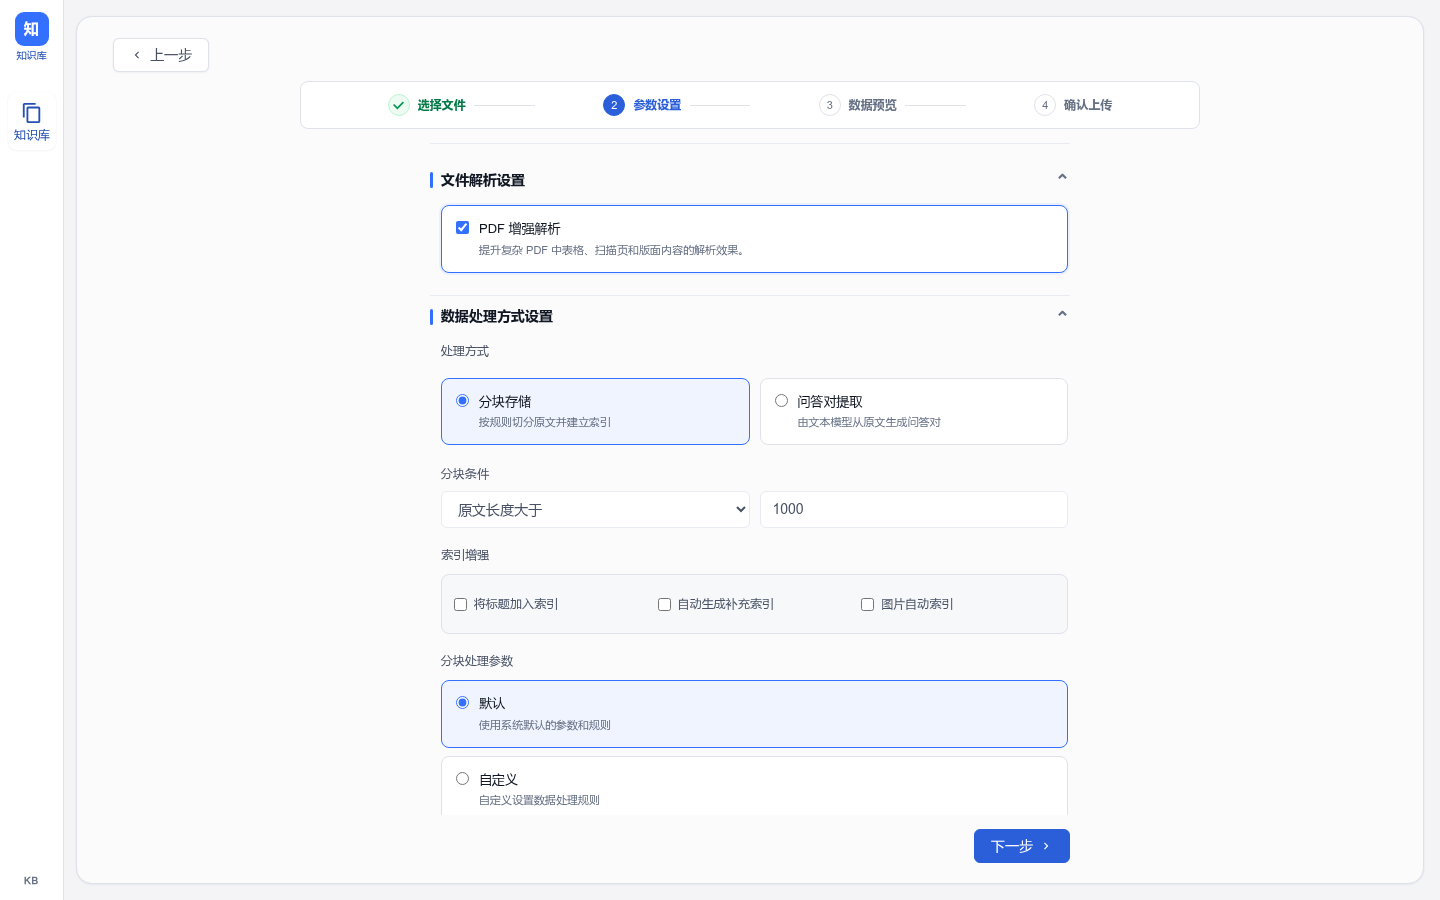 知
知识库
知识库
KB
上一步
选择文件
2 参数设置
3 数据预览
4 确认上传
文件解析设置
PDF 增强解析
提升复杂 PDF 中表格、扫描页和版面内容的解析效果。
数据处理方式设置
处理方式
分块存储
按规则切分原文并建立索引
问答对提取
由文本模型从原文生成问答对
分块条件
原文长度大于
1000
索引增强
将标题加入索引
自动生成补充索引
图片自动索引
分块处理参数
默认
使用系统默认的参数和规则
自定义
自定义设置数据处理规则
下一步